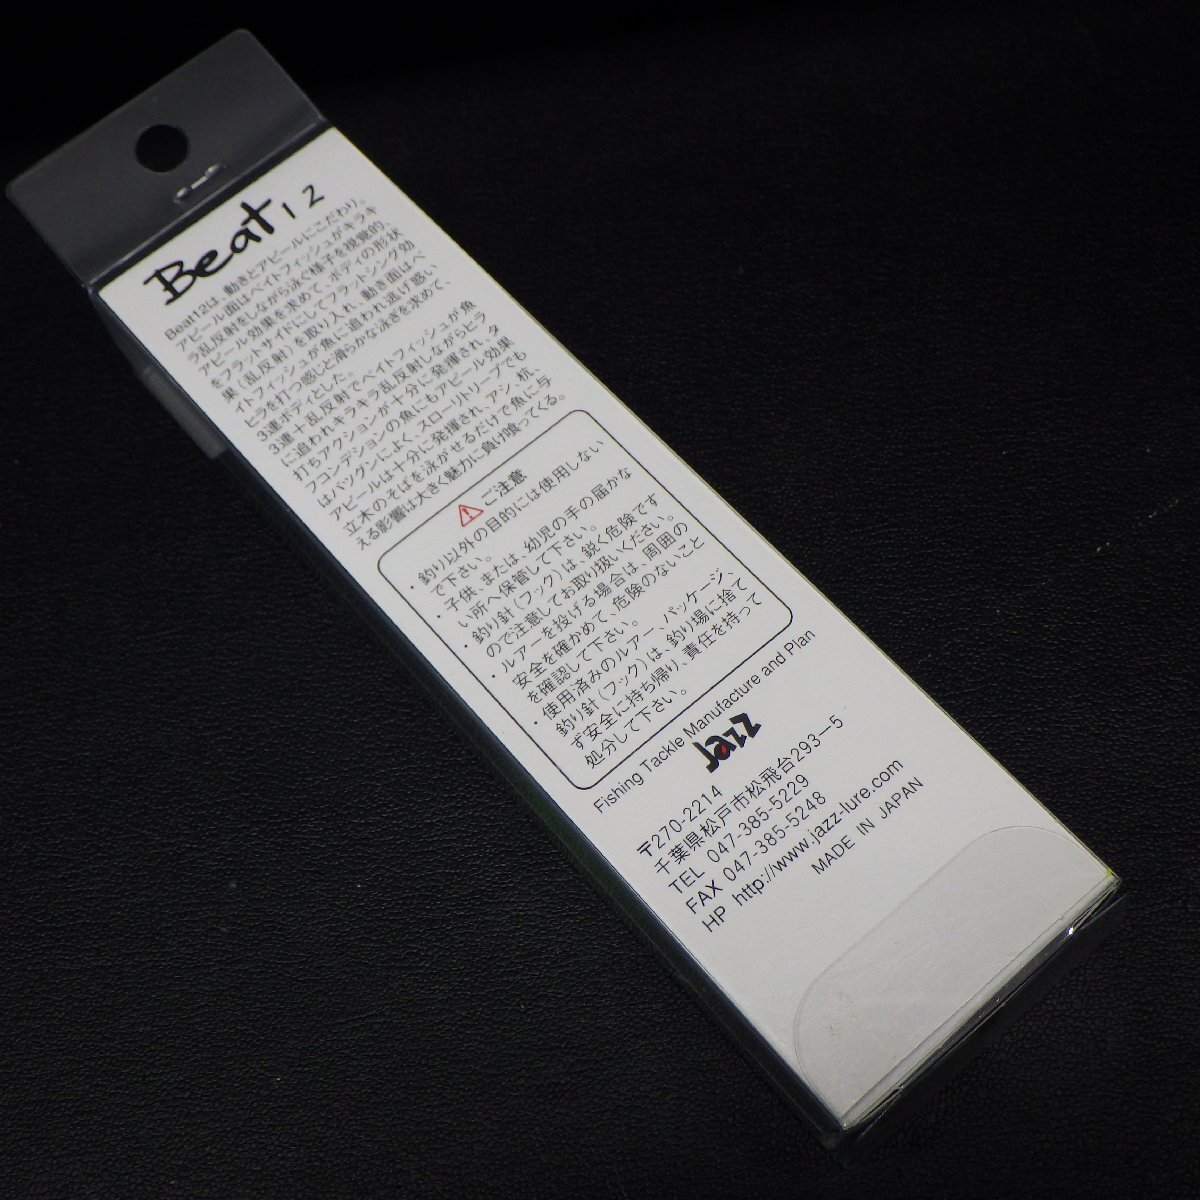 Beat12
Beat12は、動きとアピールにこだわり。
アピール面はベイトフィッシュがキラキ
ラ乱反射をしながら泳ぐ様子を視覚的、
アピール効果を求めて、ボディの形状
をフラットサイドにしてフラッシング効
果(乱反射)を取り入れ、動き面はベ
イトフィッシュが魚に追われ逃げ惑い
ヒラを打つ感じと滑らかな泳ぎを求めて、
3連ボディとした。
3連+乱反射でベイトフィッシュが魚
に追われキラキラ乱反射しながらヒラ
打ちアクションが十分に発揮され、タ
フコンデションの魚にもアピール効果
はバツグンによく、スローリトリーブでも
アピールは十分に発揮され、アシ、杭、
立木のそばを泳がせるだけで魚に与
える影響は大きく魅力に負け喰ってくる。
ご注意
・釣り以外の目的には使用しない
で下さい。
・子供、または、幼児の手の届かな
い所へ保管して下さい。
・釣り針(フック)は、鋭く危険です
ので注意してお取り扱いください。
・ルアーを投げる場合は、周囲の
安全を確かめて、危険のないこと
を確認して下さい。
・使用済みのルアー、パッケージ、
釣り針(フック)は、釣り場に捨て
ず安全に持ち帰り、責任を持って
処分して下さい。
Fishing Tackle Manufacture and Plan
Jazz
〒270-2214
千葉県松戸市松飛台293-5
TEL 047-385-5229
FAX 047-385-5248
HP http://www.jazz-lure.com
MADE IN JAPAN